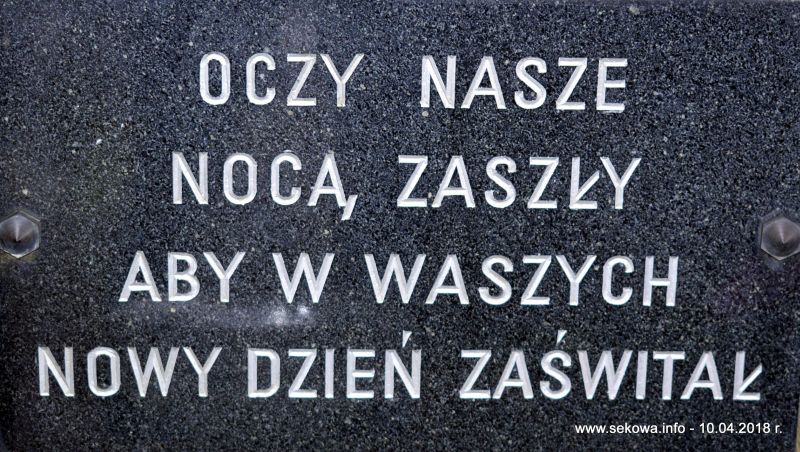 OCZY NASZE
NOCĄ ZASZŁY
ABY W WASZYCH
NOWY DZIEŃ ZAŚWITAŁ
www.sekowa.info - 10.04.2018 r.